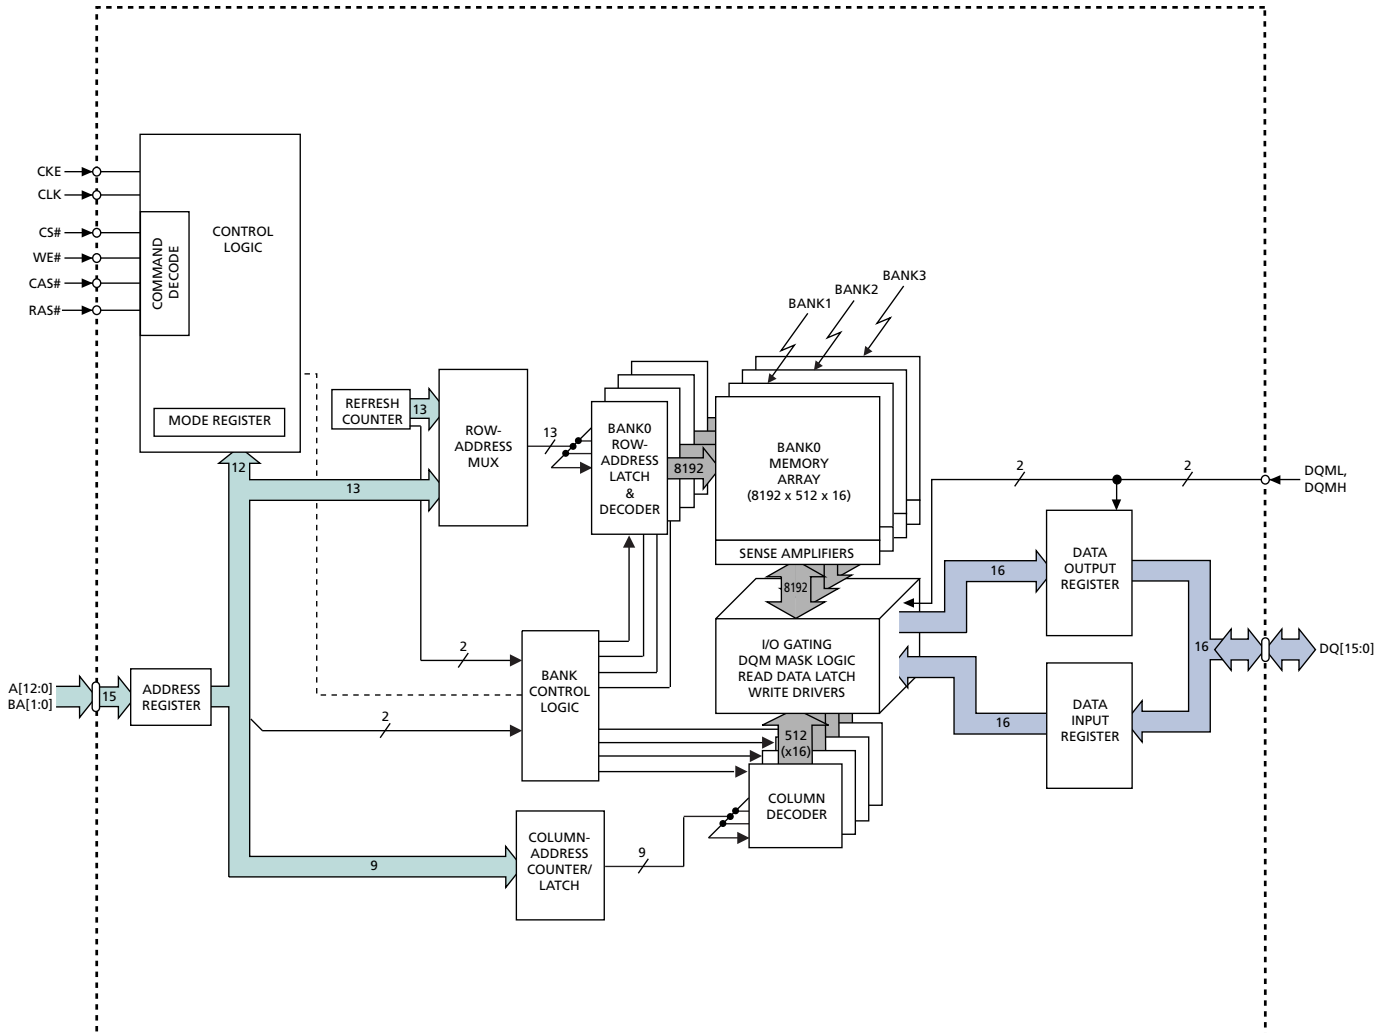 CKE
CLK
CS#
WE#
CAS#
RAS#
COMMAND
DECODE
CONTROL
LOGIC
MODE REGISTER
12
REFRESH
COUNTER
13
ROW-
ADDRESS
MUX
13
13
BANK0
ROW-
ADDRESS
LATCH
&
DECODER
8192
BANK1
BANK2
BANK3
BANK0
MEMORY
ARRAY
(8192 x 512 x 16)
SENSE AMPLIFIERS
8192
I/O GATING
DQM MASK LOGIC
READ DATA LATCH
WRITE DRIVERS
2
2
DQML,
DQMH
DATA
OUTPUT
REGISTER
16
16
DQ[15:0]
DATA
INPUT
REGISTER
16
A[12:0]
BA[1:0]
15
ADDRESS
REGISTER
2
2
BANK
CONTROL
LOGIC
512
(x16)
COLUMN
DECODER
9
COLUMN-
ADDRESS
COUNTER/
LATCH
9